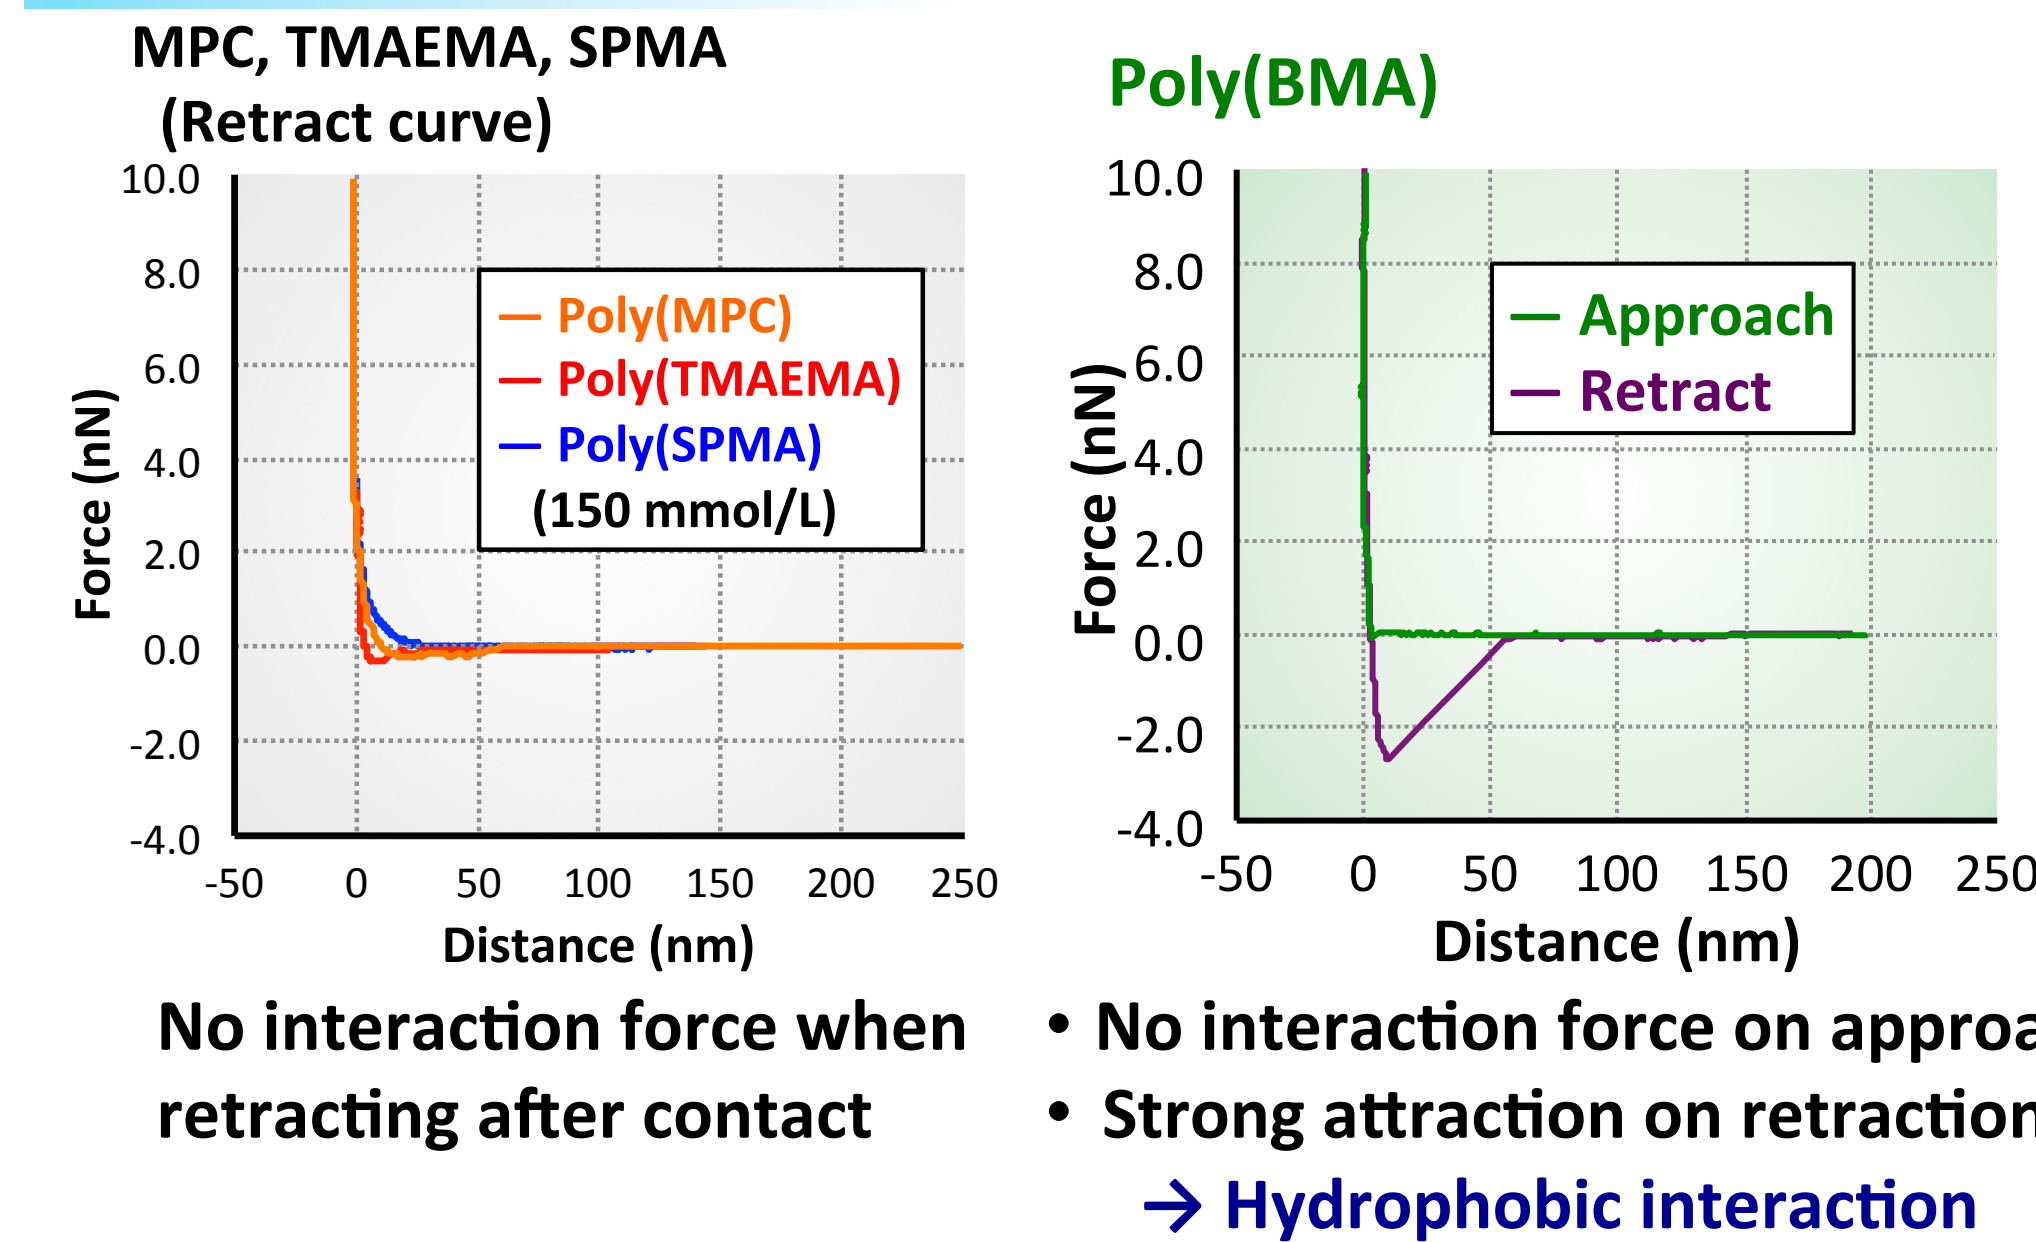 MPC, TMAEMA, SPMA
(Retract curve)
10.0
8.0
6.0
4.0
2.0
0.0
-2.0
-4.0
Force (nN)
-50 0 50 100 150 200 250
Distance (nm)
Poly(MPC)
Poly(TMAEMA)
Poly(SPMA)
(150 mmol/L)
No interaction force when
retracting after contact
Poly(BMA)
10.0
8.0
6.0
4.0
2.0
0.0
-2.0
-4.0
Force (nN)
-50 0 50 100 150 200 250
Distance (nm)
Approach
Retract
• No interaction force on approa
• Strong attraction on retraction
→ Hydrophobic interaction